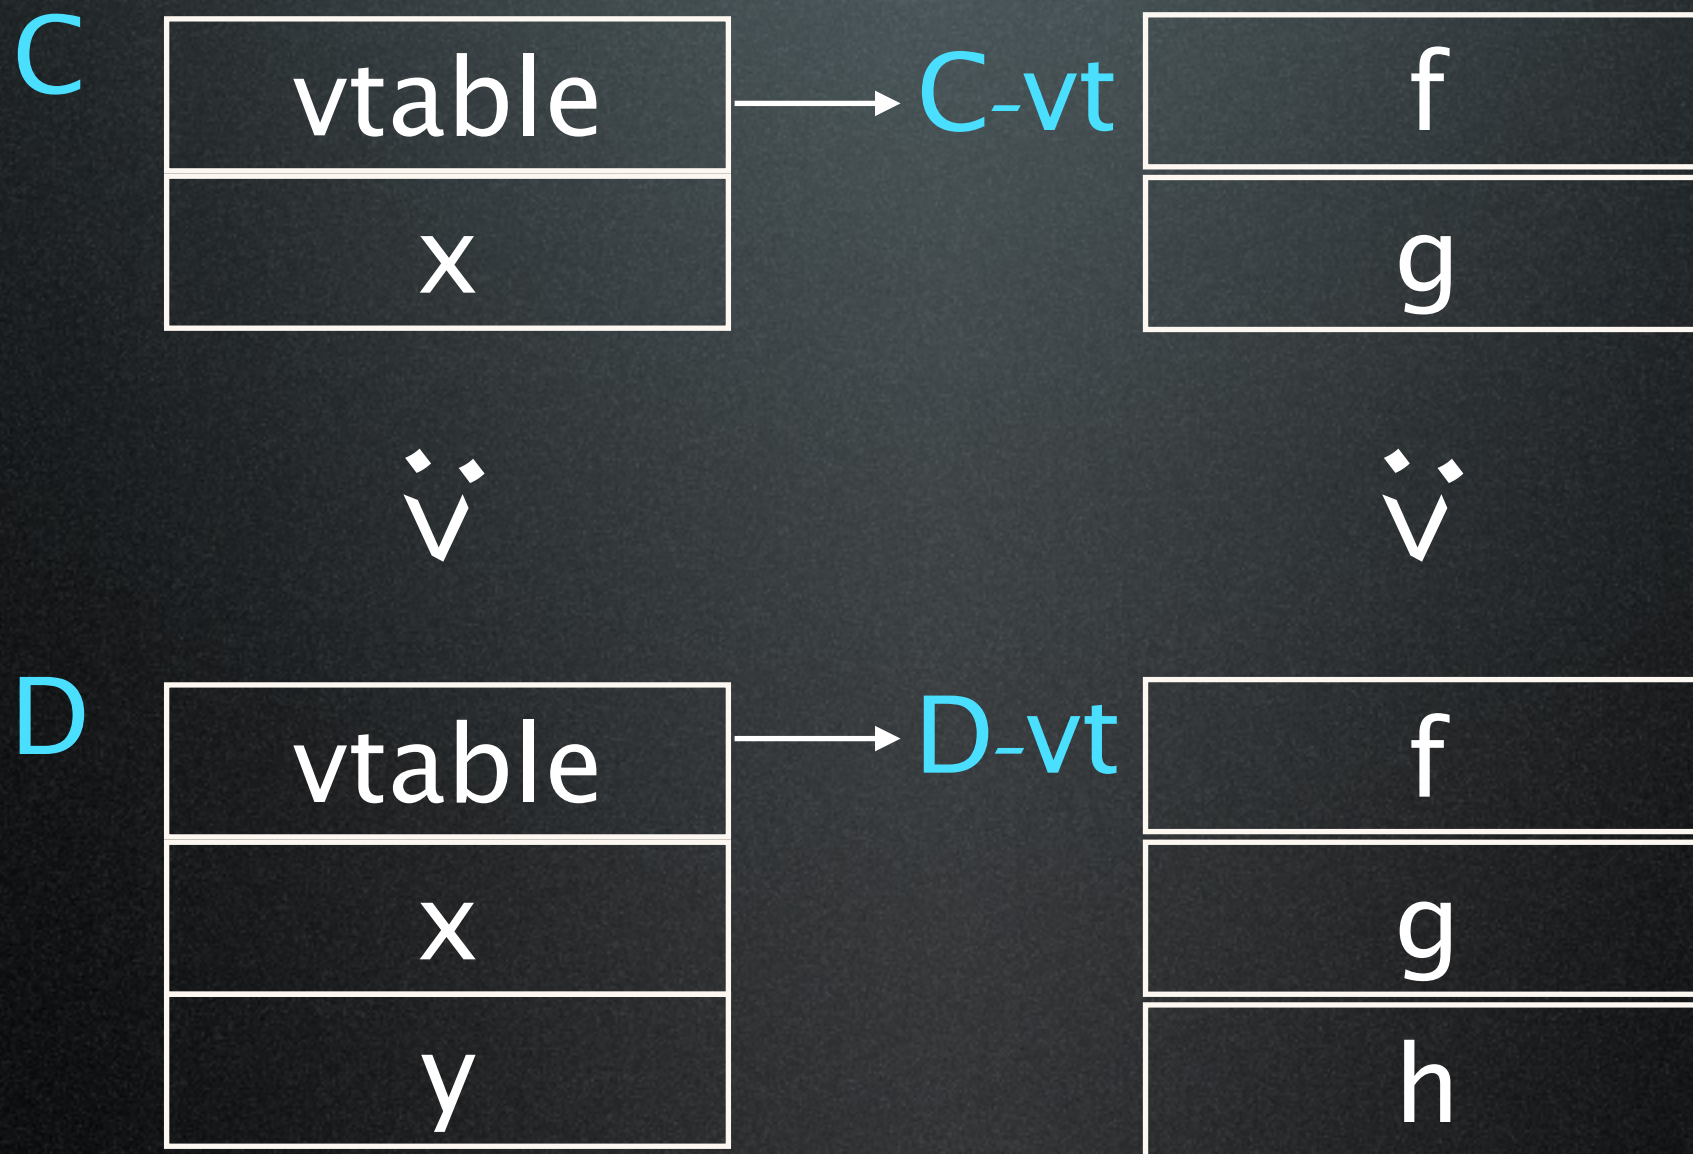 C vtable C-vt f
x g
:> :>
D vtable D-vt f
x g
y h